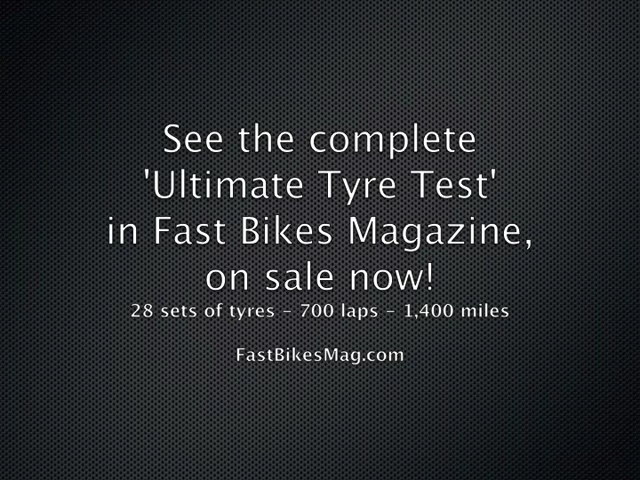 See the complete
'Ultimate Tyre Test'
in Fast Bikes Magazine,
on sale now!
28 sets of tyres – 700 laps – 1,400 miles
FastBikesMag.com